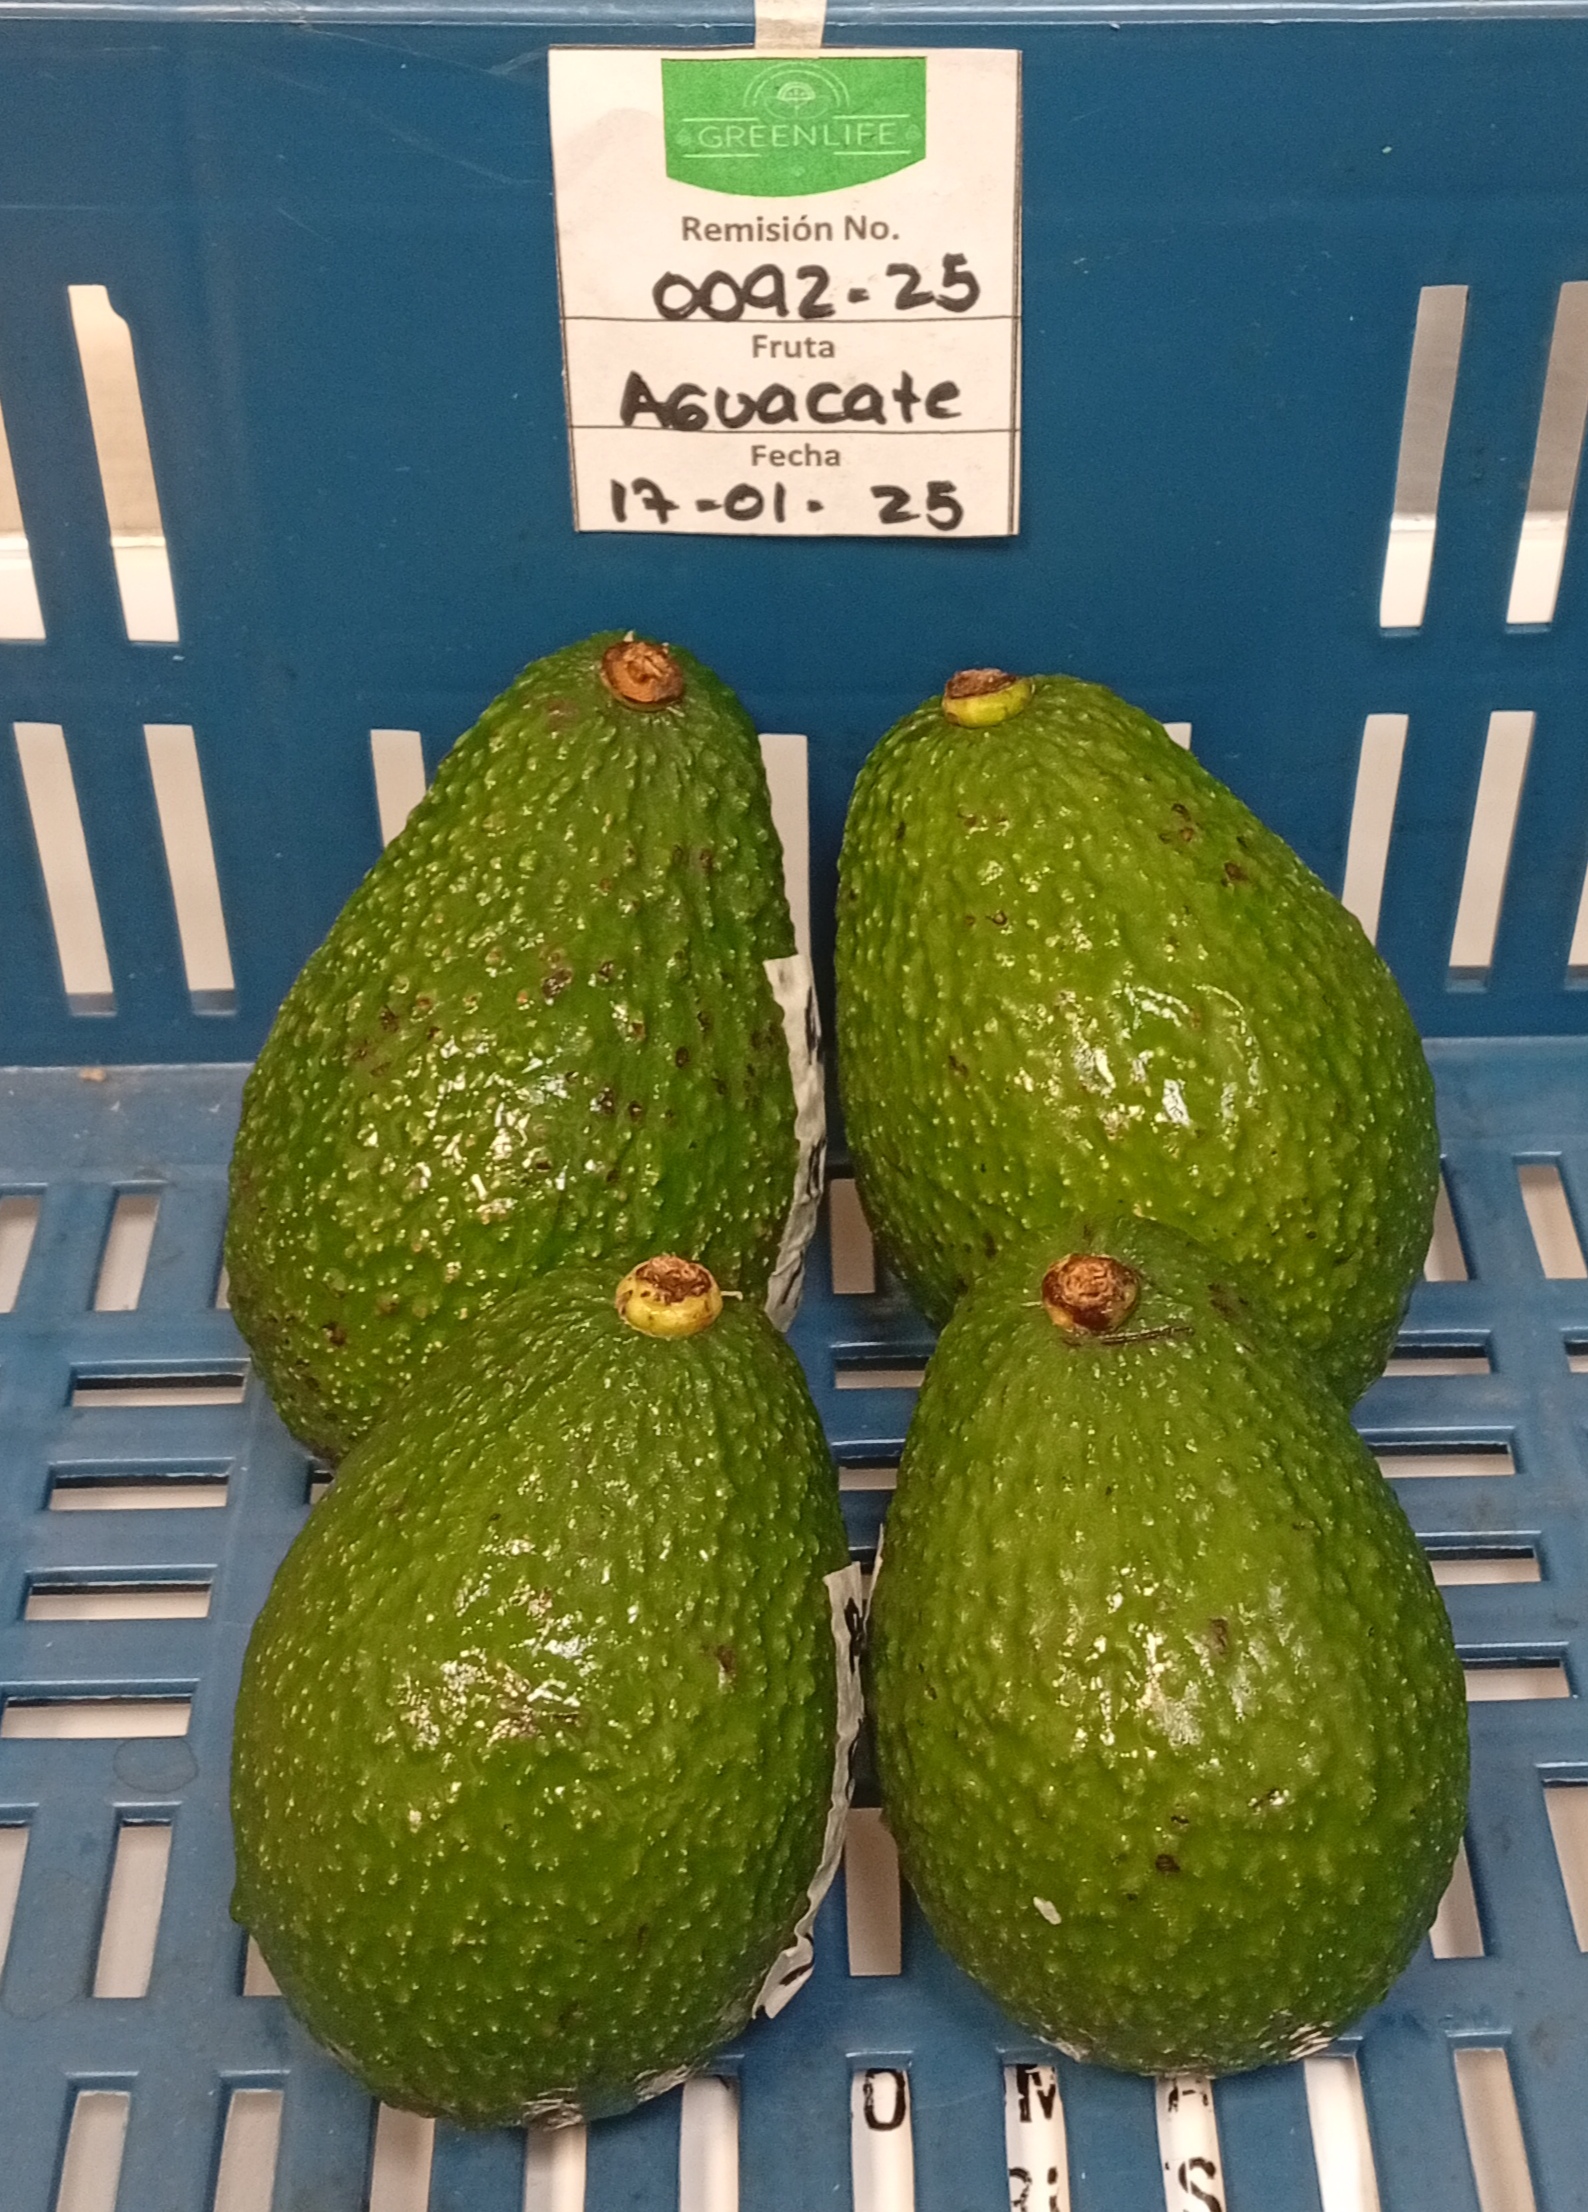 GREENLIFE
Remisión No.
0092-25
Fruta
AGuacate
Fecha
17-01-25
O M A
S